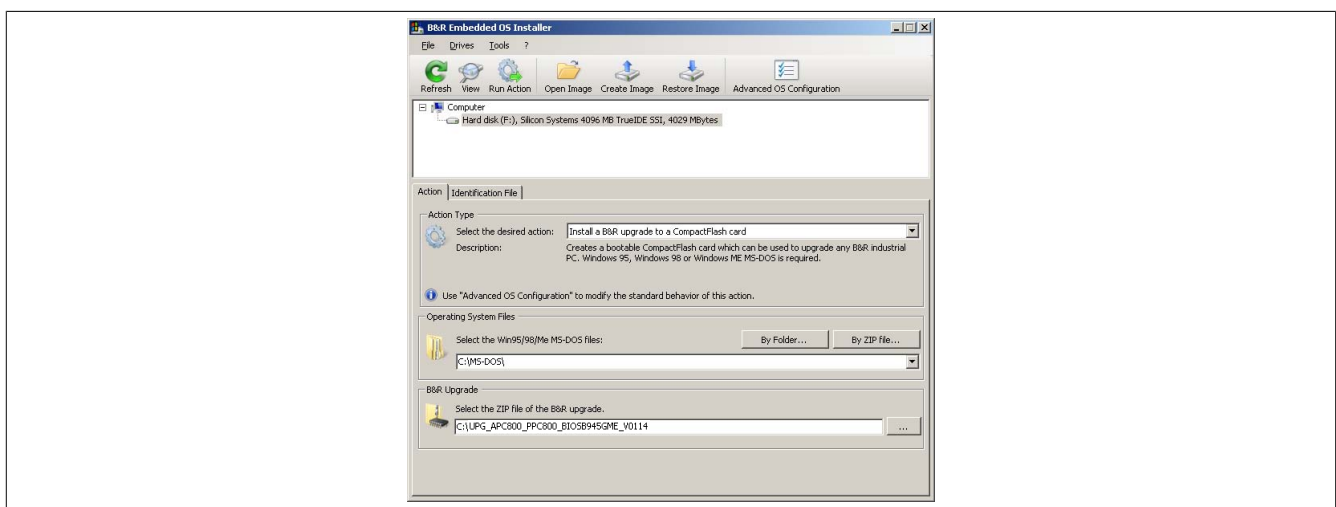 B&R Embedded OS Installer
File Drives Tools ?
Refresh View Run Action Open Image Create Image Restore Image Advanced OS Configuration
Computer
Hard disk (F:), Silicon Systems 4096 MB TrueIDE SSI, 4029 MBytes
Action Identification File
Action Type
Select the desired action: Install a B&R upgrade to a CompactFlash card
Description: Creates a bootable CompactFlash card which can be used to upgrade any B&R industrial
PC. Windows 95, Windows 98 or Windows ME MS-DOS is required.
Use "Advanced OS Configuration" to modify the standard behavior of this action.
Operating System Files
Select the Win95/98/Me MS-DOS files: By Folder... By ZIP file...
C:\MS-DOS\
B&R Upgrade
Select the ZIP file of the B&R upgrade.
C:\UPG_APC800_PPC800_BIOSB945GME_V0114 ...